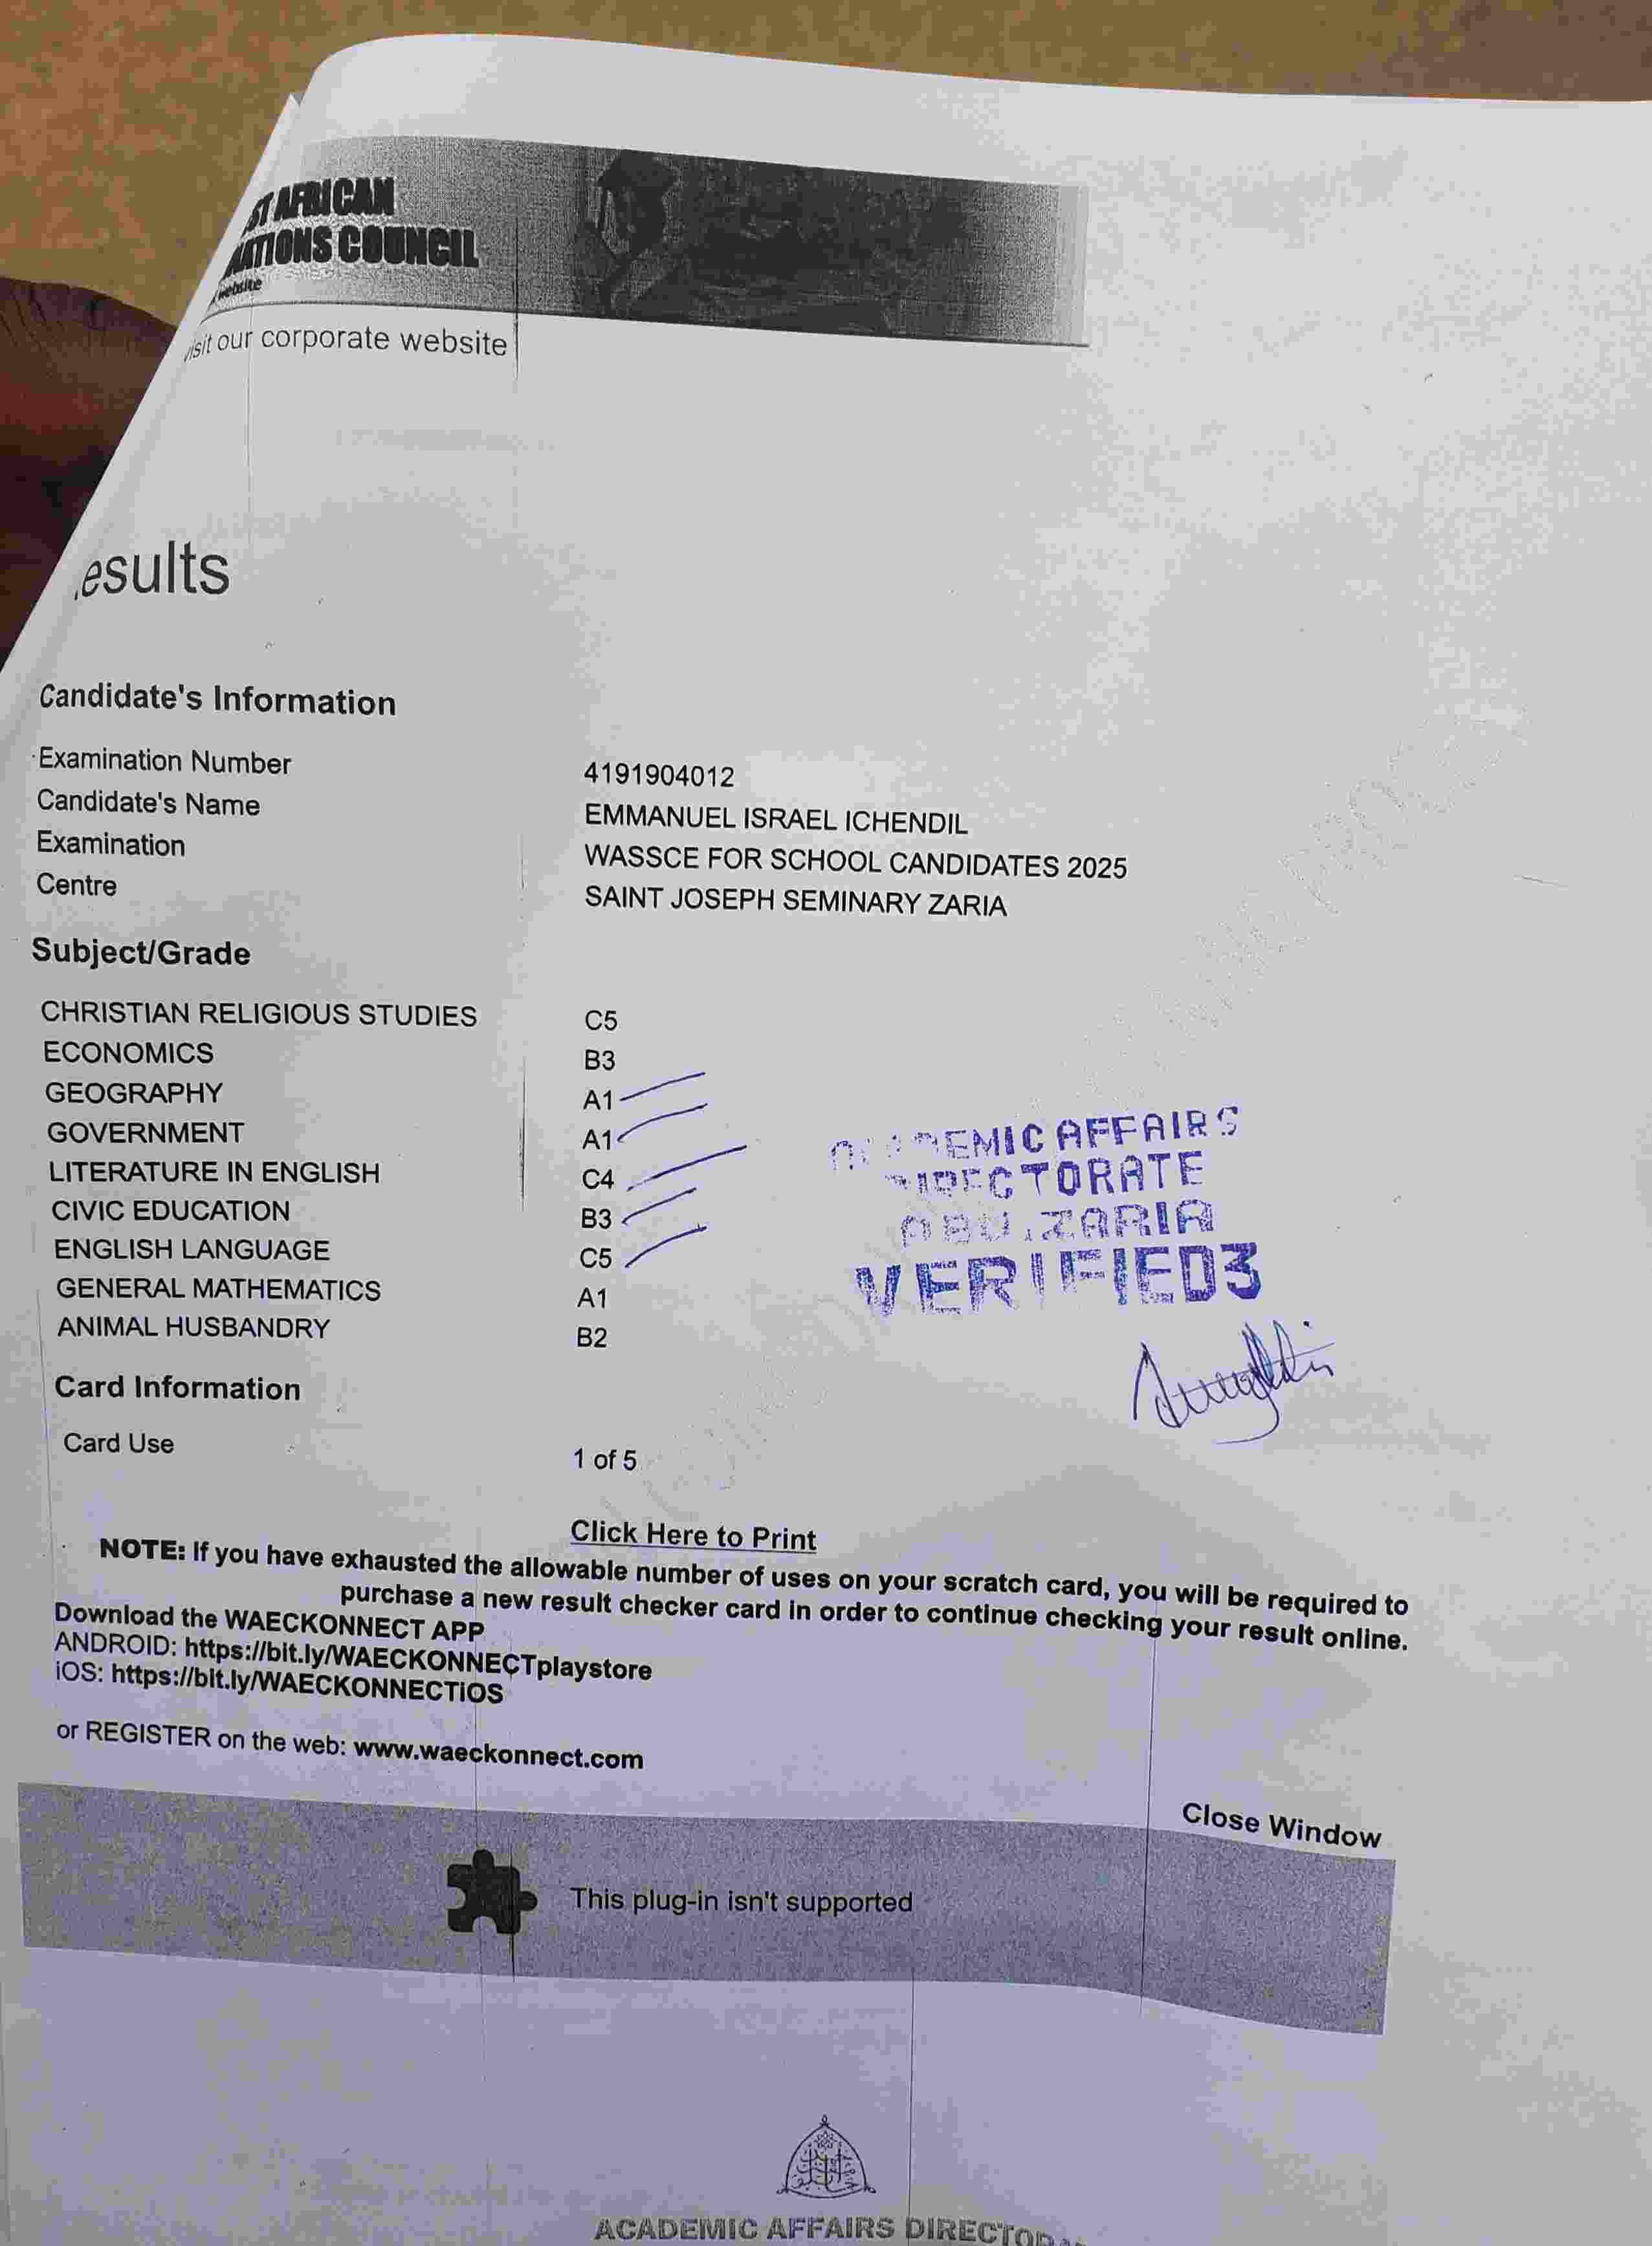 ST AFRICAN
ATIONS COUNCIL
website
isit our corporate website
esults
Candidate's Information
Examination Number 4191904012
Candidate's Name EMMANUEL ISRAEL ICHENDIL
Examination WASSCE FOR SCHOOL CANDIDATES 2025
Centre SAINT JOSEPH SEMINARY ZARIA
Subject/Grade
CHRISTIAN RELIGIOUS STUDIES C5
ECONOMICS B3
GEOGRAPHY A1
GOVERNMENT A1
LITERATURE IN ENGLISH C4
CIVIC EDUCATION B3
ENGLISH LANGUAGE C5
GENERAL MATHEMATICS A1
ANIMAL HUSBANDRY B2
ACADEMIC AFFAIRS
DIRECTORATE
ABU, ZARIA
VERIFIED3
Card Information
Card Use 1 of 5
Click Here to Print
NOTE: If you have exhausted the allowable number of uses on your scratch card, you will be required to
purchase a new result checker card in order to continue checking your result online.
Download the WAECKONNECT APP
ANDROID: https://bit.ly/WAECKONNECTplaystore
iOS: https://bit.ly/WAECKONNECTiOS
or REGISTER on the web: www.waeckonnect.com
Close Window
This plug-in isn't supported
ACADEMIC AFFAIRS DIRECTOR